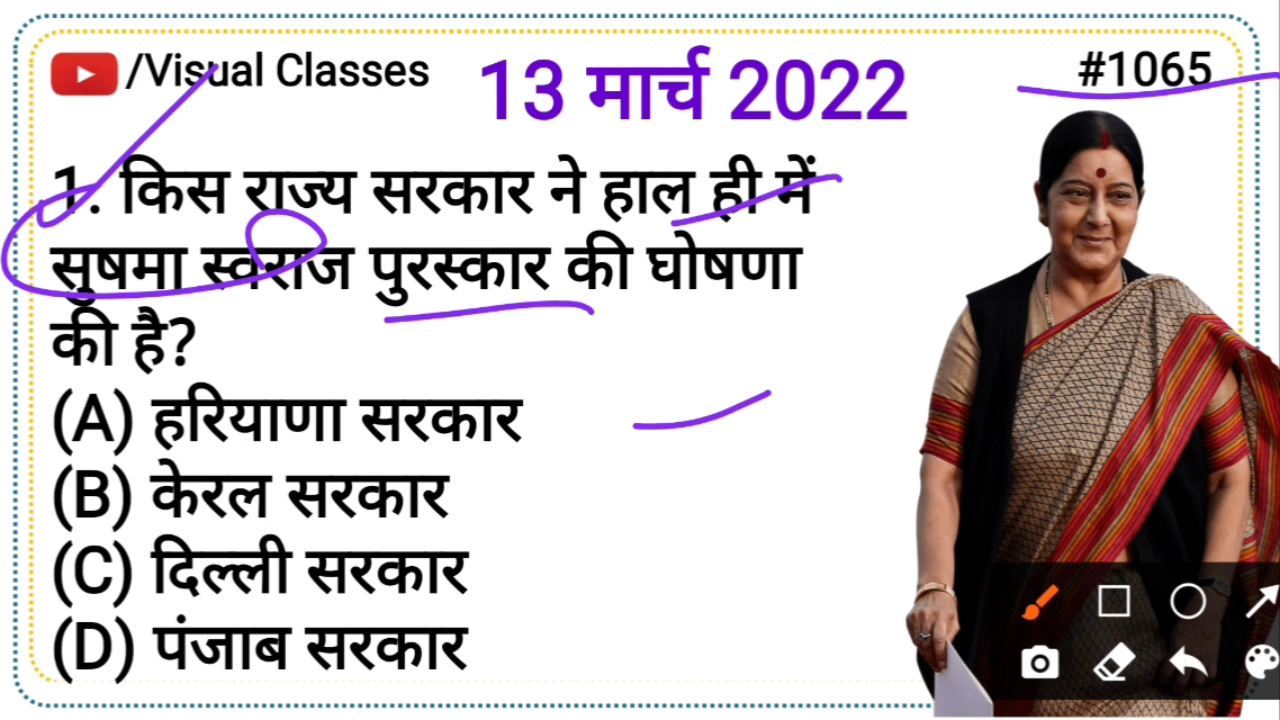 /Visual Classes
13 मार्च 2022
#1065
1. किस राज्य सरकार ने हाल ही में
सुषमा स्वराज पुरस्कार की घोषणा
की है?
(A) हरियाणा सरकार
(B) केरल सरकार
(C) दिल्ली सरकार
(D) पंजाब सरकार